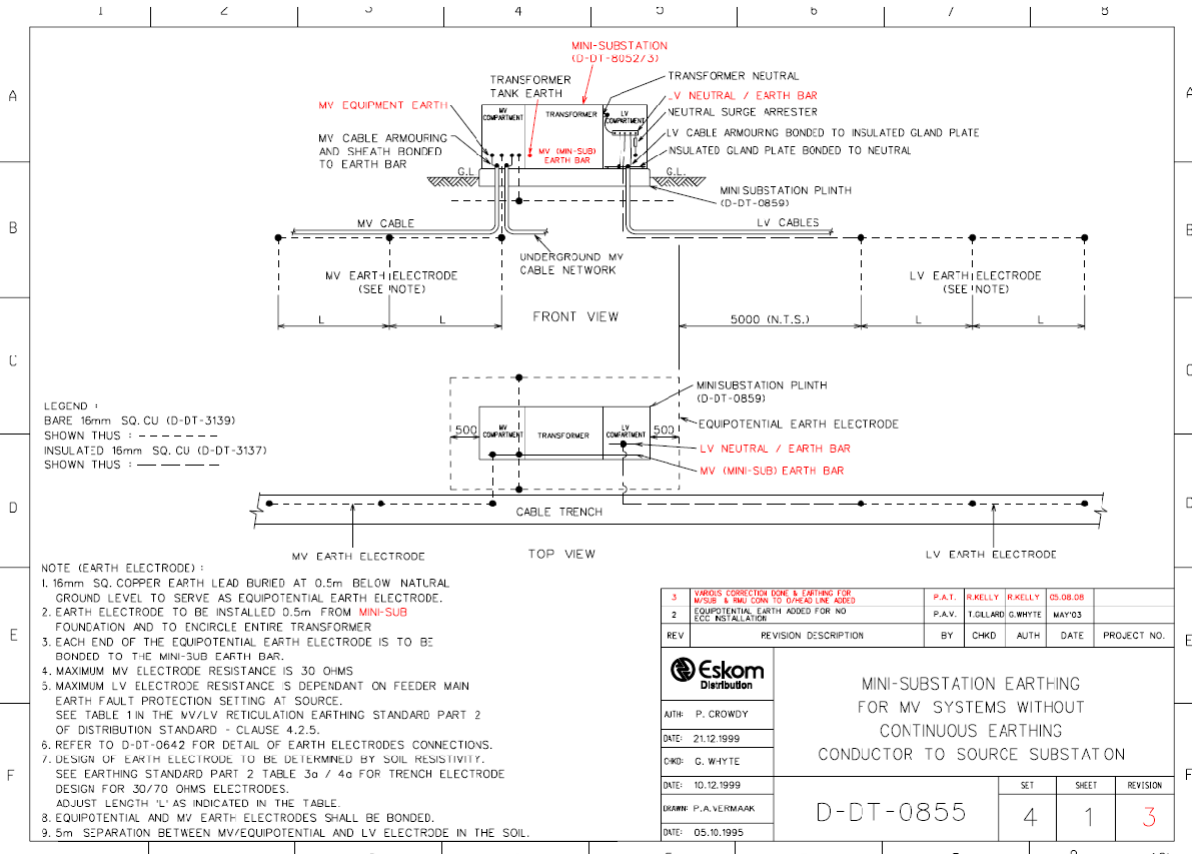 1 2 3 4 5 6 7 8
A
B
C
D
E
F
A
B
C
D
E
F
MINI-SUBSTATION
(D-DT-8052/3)
TRANSFORMER
TANK EARTH
TRANSFORMER NEUTRAL
LV NEUTRAL / EARTH BAR
NEUTRAL SURGE ARRESTER
LV CABLE ARMOURNG BONDED TO INSULATED GLAND PLATE
INSULATED GLAND PLATE BONDED TO NEUTRAL
MV EQUIPMENT EARTH
MV CABLE ARMOURING
AND SHEATH BONDED
TO EARTH BAR
MV
COMPARTMENT
TRANSFORMER
LV
COMPARTMENT
MV (MIN-SUB)
EARTH BAR
G.L.
G.L.
MINISUBSTATION PLINTH
(D-DT-0859)
MV CABLE
LV CABLES
UNDERGROUND MV
CABLE NETWORK
MV EARTH ELECTRODE
(SEE NOTE)
LV EARTH ELECTRODE
(SEE NOTE)
L
L
FRONT VIEW
5000 (N.T.S.)
L
L
MINISUBSTATION PLINTH
(D-DT-0859)
EQUIPOTENTIAL EARTH ELECTRODE
LV NEUTRAL / EARTH BAR
MV (MINI-SUB) EARTH BAR
500
MV
COMPARTMENT
TRANSFORMER
LV
COMPARTMENT
500
CABLE TRENCH
MV EARTH ELECTRODE
TOP VIEW
LV EARTH ELECTRODE
LEGEND :
BARE 16mm SQ. CU (D-DT-3139)
SHOWN THUS :
INSULATED 16mm SQ. CU (D-DT-3137)
SHOWN THUS :
NOTE (EARTH ELECTRODE) :
1. 16mm SQ. COPPER EARTH LEAD BURIED AT 0.5m BELOW NATURAL
GROUND LEVEL TO SERVE AS EQUIPOTENTIAL EARTH ELECTRODE.
2. EARTH ELECTRODE TO BE INSTALLED 0.5m FROM MINI-SUB
FOUNDATION AND TO ENCIRCLE ENTIRE TRANSFORMER
3. EACH END OF THE EQUIPOTENTIAL EARTH ELECTRODE IS TO BE
BONDED TO THE MINI-SUB EARTH BAR.
4. MAXIMUM MV ELECTRODE RESISTANCE IS 30 OHMS
5. MAXIMUM LV ELECTRODE RESISTANCE IS DEPENDANT ON FEEDER MAIN
EARTH FAULT PROTECTION SETTING AT SOURCE.
SEE TABLE 1 IN THE MV/LV RETICULATION EARTHING STANDARD PART 2
OF DISTRIBUTION STANDARD - CLAUSE 4.2.5.
6. REFER TO D-DT-0642 FOR DETAIL OF EARTH ELECTRODES CONNECTIONS.
7. DESIGN OF EARTH ELECTRODE TO BE DETERMINED BY SOIL RESISTIVITY.
SEE EARTHING STANDARD PART 2 TABLE 3a / 4a FOR TRENCH ELECTRODE
DESIGN FOR 30/70 OHMS ELECTRODES.
ADJUST LENGTH 'L' AS INDICATED IN THE TABLE.
8. EQUIPOTENTIAL AND MV EARTH ELECTRODES SHALL BE BONDED.
9. 5m SEPARATION BETWEEN MV/EQUIPOTENTIAL AND LV ELECTRODE IN THE SOIL.
3 VARIOUS CORRECTION DONE & EARTHING FOR M/SUB & RMU CONN TO O/HEAD LINE ADDED P.A.T. R.KELLY R.KELLY 05.08.08
2 EQUIPOTENTIAL EARTH ADDED FOR NO ECC INSTALLATION P.A.V. T.GILLARD G.WHYTE MAY'03
REV REVISION DESCRIPTION BY CHKD AUTH DATE PROJECT NO.
Eskom
Distribution
AUTH: P. CROWDY
DATE: 21.12.1999
CHKD: G. WHYTE
DATE: 10.12.1999
DRAWN: P.A.VERMAAK
DATE: 05.10.1995
MINI-SUBSTATION EARTHING
FOR MV SYSTEMS WITHOUT
CONTINUOUS EARTHING
CONDUCTOR TO SOURCE SUBSTATON
D-DT-0855
SET SHEET REVISION
4 1 3